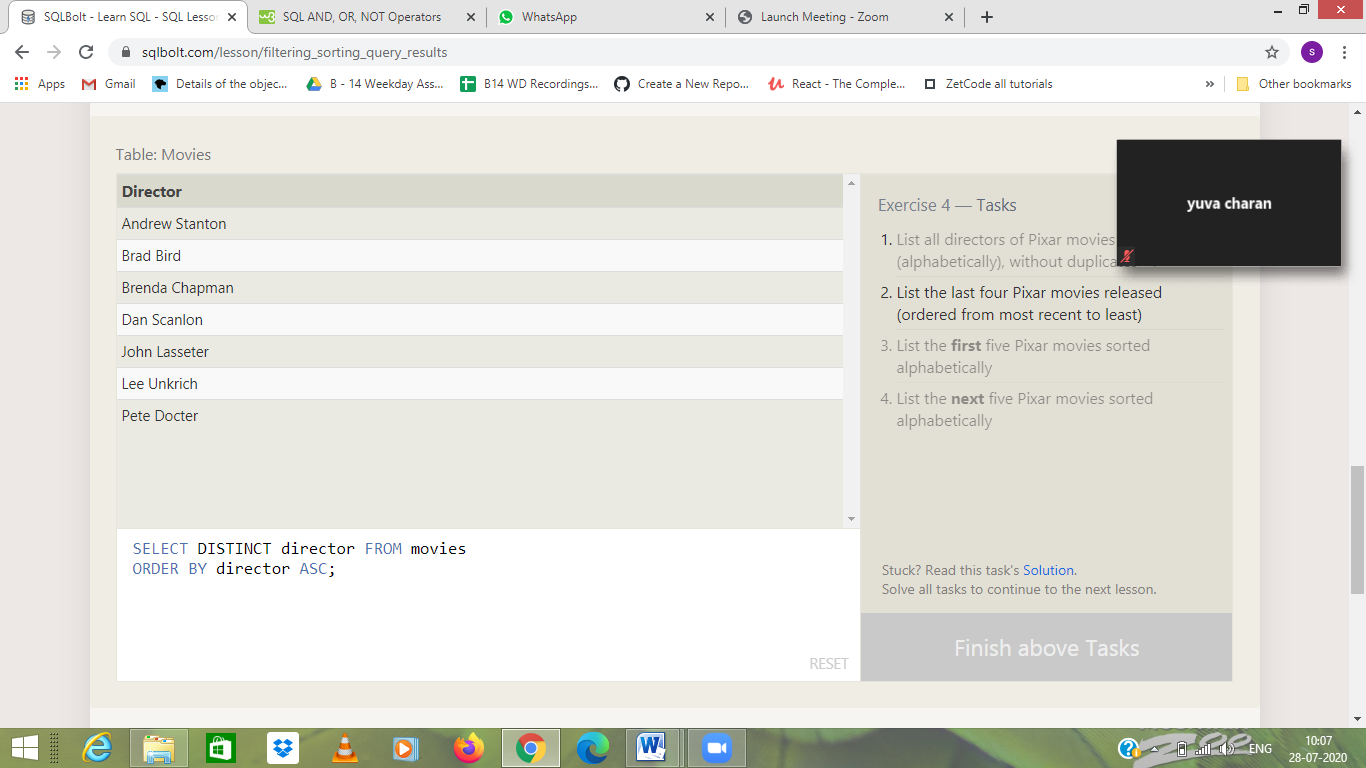 SQLBolt - Learn SQL - SQL Lesson
SQL AND, OR, NOT Operators
WhatsApp
Launch Meeting - Zoom
sqlbolt.com/lesson/filtering_sorting_query_results
s
Apps
Gmail
Details of the objec...
B - 14 Weekday Ass...
B14 WD Recordings...
Create a New Repo...
React - The Comple...
ZetCode all tutorials
»
Other bookmarks
Table: Movies
Director
Andrew Stanton
Brad Bird
Brenda Chapman
Dan Scanlon
John Lasseter
Lee Unkrich
Pete Docter
SELECT DISTINCT director FROM movies
ORDER BY director ASC;
RESET
yuva charan
Exercise 4 — Tasks
1. List all directors of Pixar movies
(alphabetically), without
2. List the last four Pixar movies released
(ordered from most recent to least)
3. List the first five Pixar movies sorted
alphabetically
4. List the next five Pixar movies sorted
alphabetically
Stuck? Read this task's Solution.
Solve all tasks to continue to the next lesson.
Finish above Tasks
ENG
10:07
28-07-2020